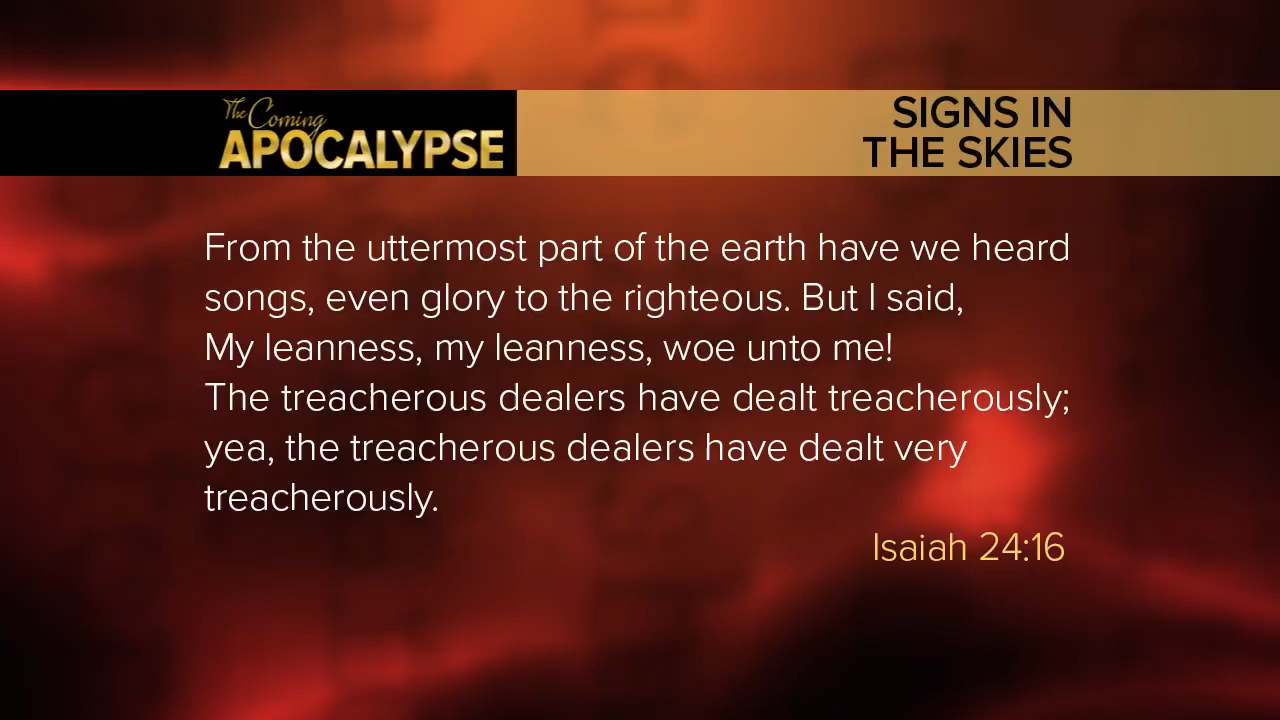 The Coming
APOCALYPSE
SIGNS IN
THE SKIES
From the uttermost part of the earth have we heard
songs, even glory to the righteous. But I said,
My leanness, my leanness, woe unto me!
The treacherous dealers have dealt treacherously;
yea, the treacherous dealers have dealt very
treacherously.
Isaiah 24:16